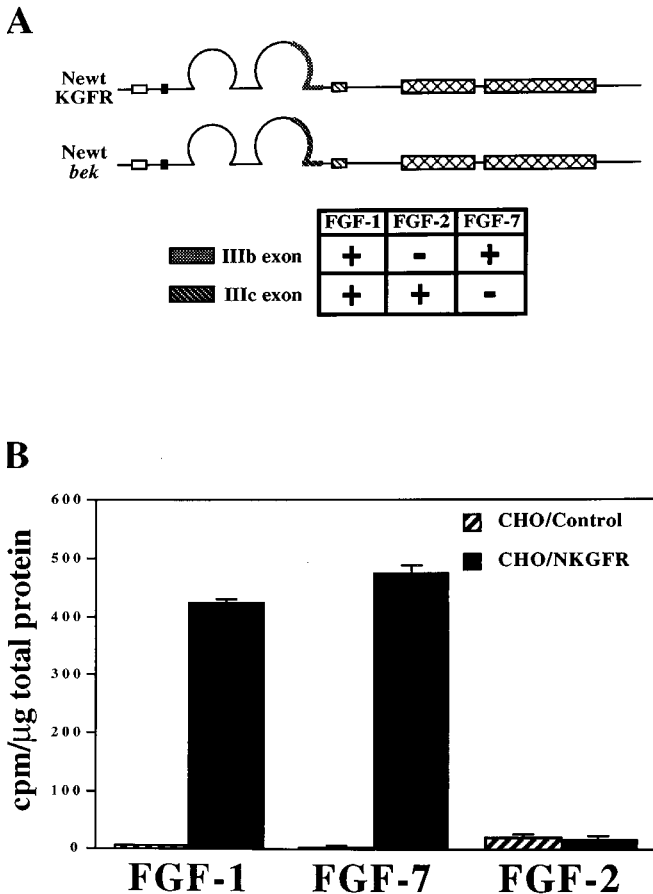 A
Newt
KGFR
Newt
bek
FGF-1 FGF-2 FGF-7
IIIb exon + - +
IIIc exon + + -
B
600
500
400
300
200
100
0
cpm/μg total protein
CHO/Control
CHO/NKGFR
FGF-1 FGF-7 FGF-2